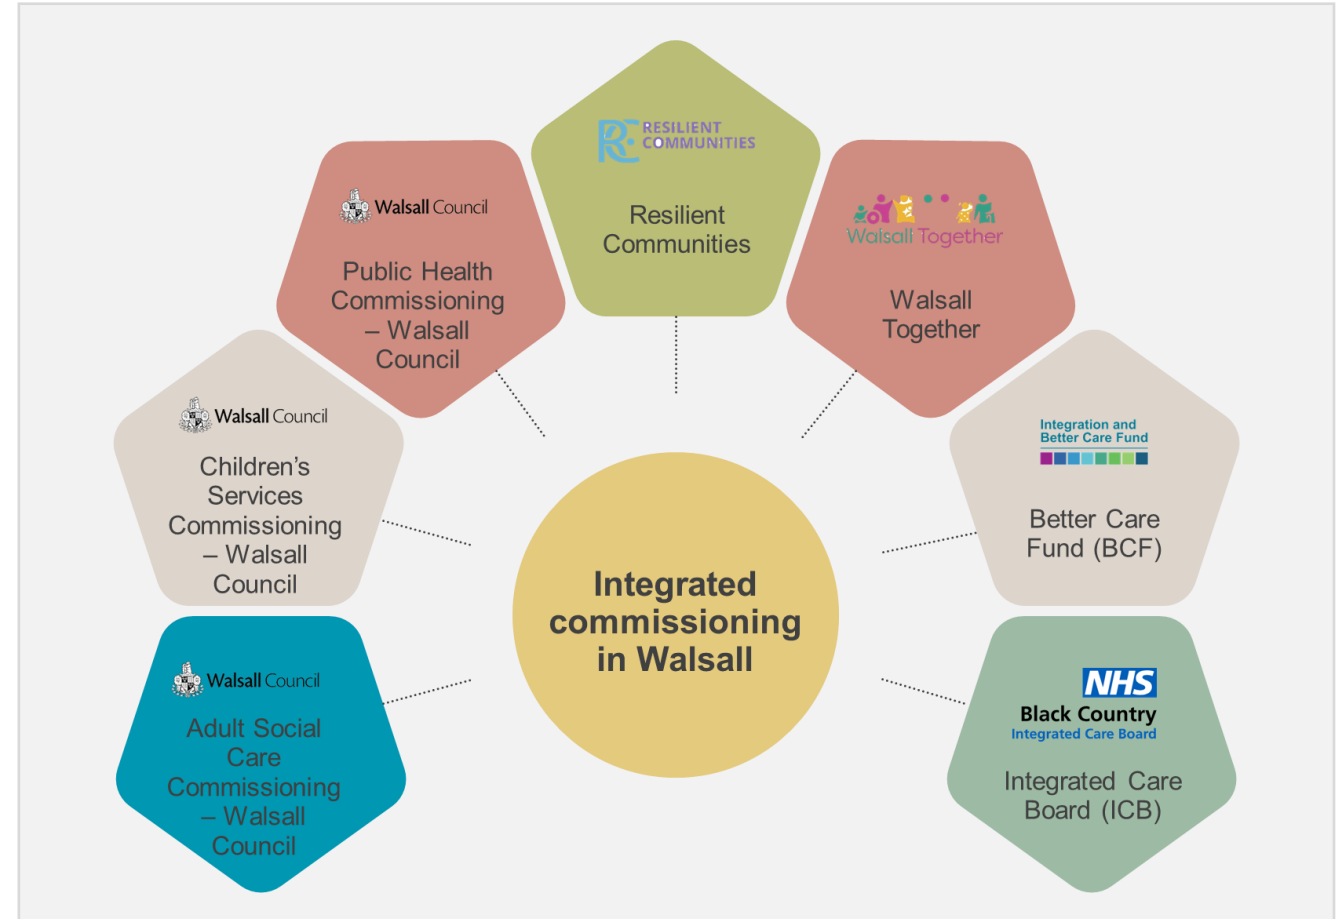 RESILIENT
COMMUNITIES
Resilient
Communities
Walsall Council
Public Health
Commissioning
– Walsall
Council
Walsall Together
Walsall
Together
Walsall Council
Children’s
Services
Commissioning
– Walsall
Council
Integration and
Better Care Fund
Better Care
Fund (BCF)
Integrated
commissioning
in Walsall
Walsall Council
Adult Social
Care
Commissioning
– Walsall
Council
NHS
Black Country
Integrated Care Board
Integrated Care
Board (ICB)